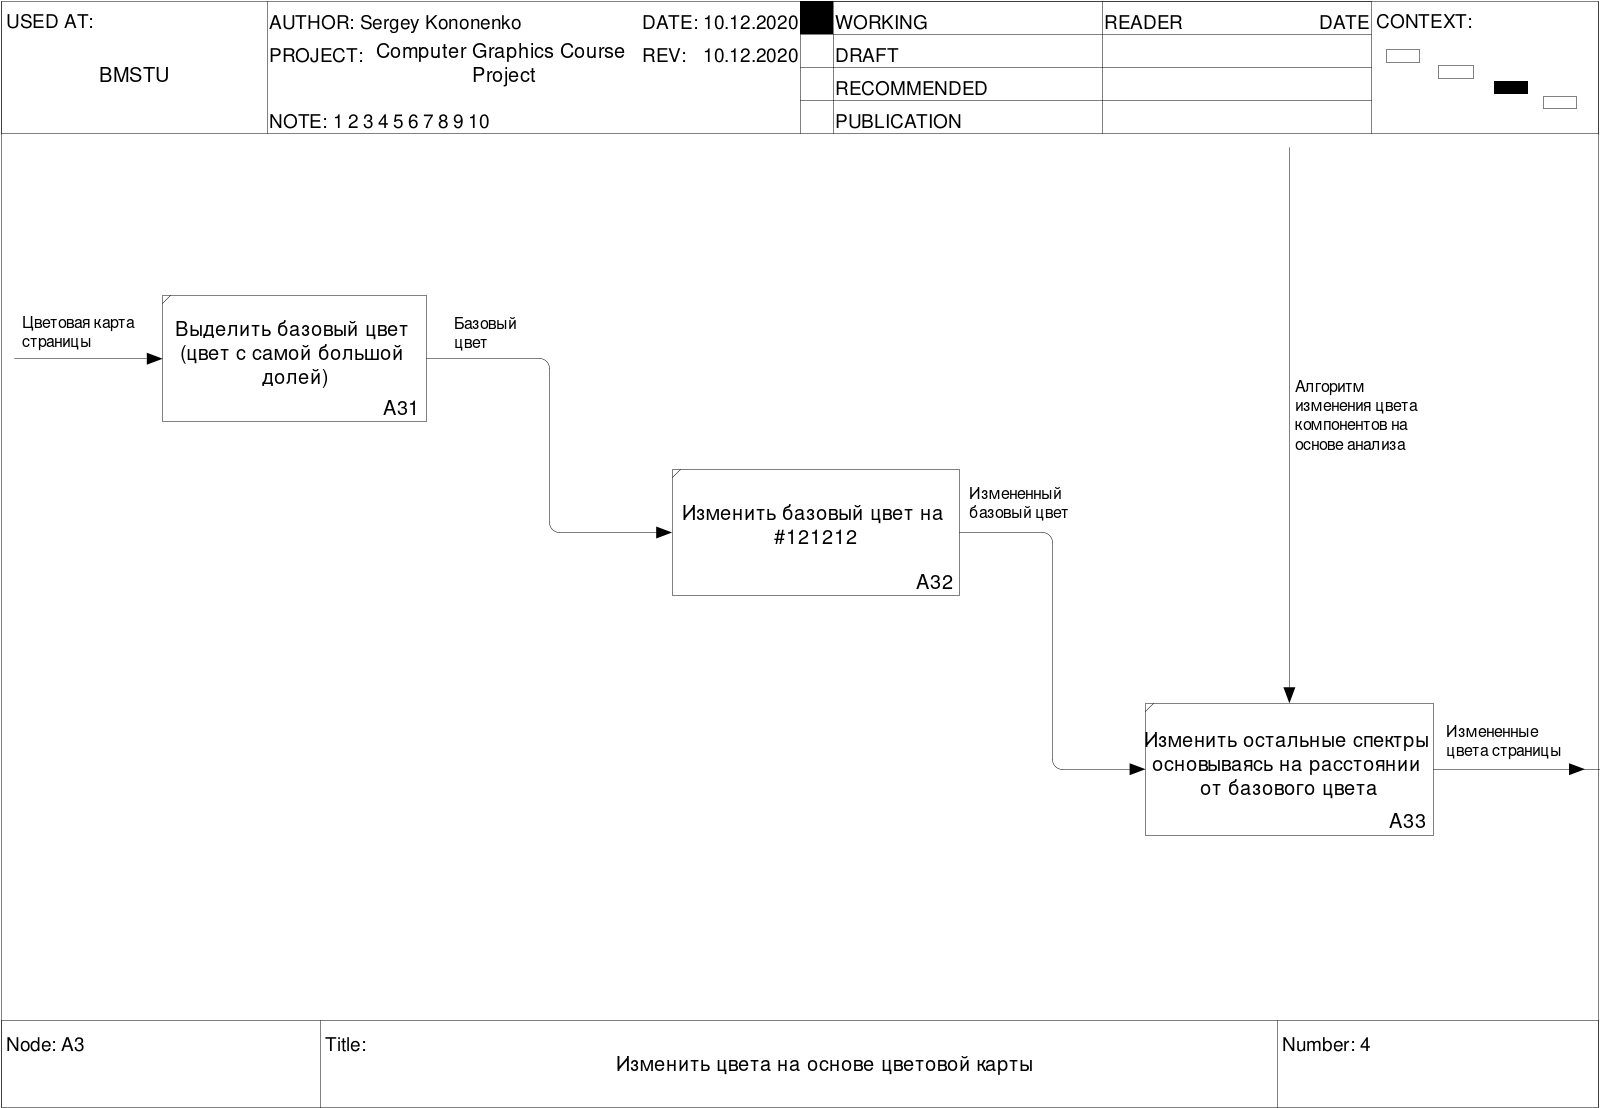 USED AT:
BMSTU
AUTHOR: Sergey Kononenko
DATE: 10.12.2020
PROJECT: Computer Graphics Course
Project
REV: 10.12.2020
NOTE: 1 2 3 4 5 6 7 8 9 10
WORKING
DRAFT
RECOMMENDED
PUBLICATION
READER
DATE
CONTEXT:
Цветовая карта
страницы
Выделить базовый цвет
(цвет с самой большой
долей)
A31
Базовый
цвет
Изменить базовый цвет на
#121212
A32
Измененный
базовый цвет
Алгоритм
изменения цвета
компонентов на
основе анализа
Изменить остальные спектры
основываясь на расстоянии
от базового цвета
A33
Измененные
цвета страницы
Node: A3
Title:
Изменить цвета на основе цветовой карты
Number: 4